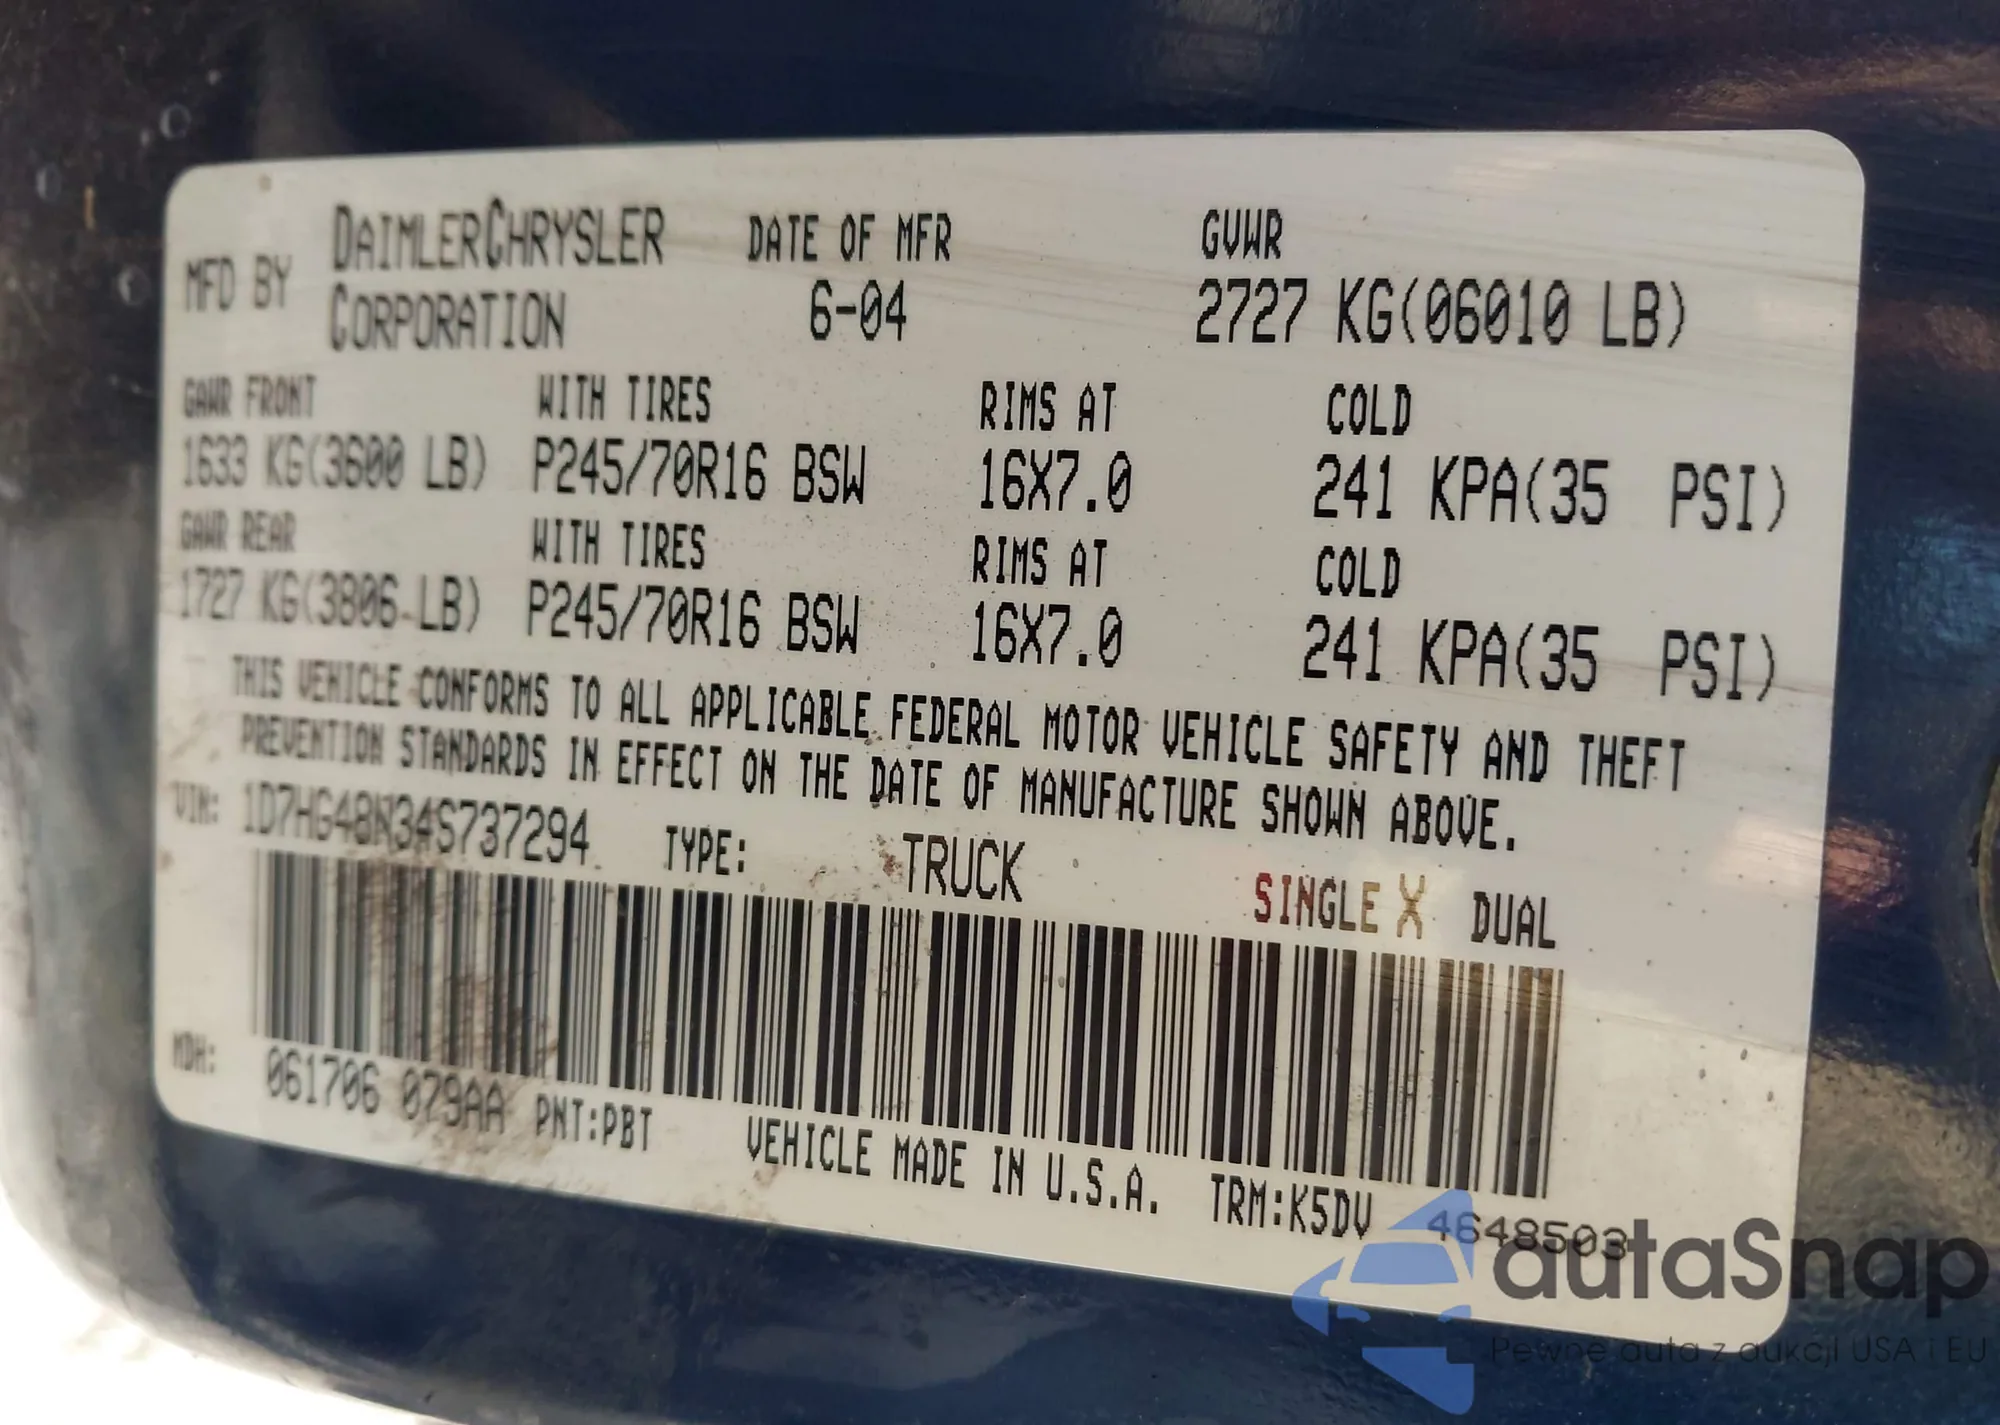 MFD BY DAIMLERCHRYSLER CORPORATION DATE OF MFR 6-04 GVWR 2727 KG(06010 LB)
GAWR FRONT WITH TIRES RIMS AT COLD
1633 KG(3600 LB) P245/70R16 BSW 16X7.0 241 KPA(35 PSI)
GAWR REAR WITH TIRES RIMS AT COLD
1727 KG(3806 LB) P245/70R16 BSW 16X7.0 241 KPA(35 PSI)
THIS VEHICLE CONFORMS TO ALL APPLICABLE FEDERAL MOTOR VEHICLE SAFETY AND THEFT
PREVENTION STANDARDS IN EFFECT ON THE DATE OF MANUFACTURE SHOWN ABOVE.
VIN: 1D7HG48N34S737294 TYPE: TRUCK SINGLE X DUAL
MDH: 061706 079AA PNT:PBT VEHICLE MADE IN U.S.A. TRM:K5DV 4648503
autaSnap
Pewne auta z aukcji USA i EU